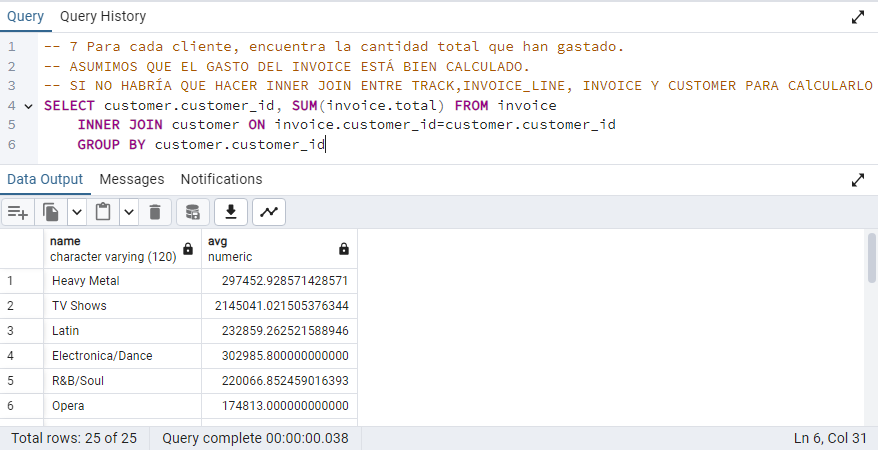 Query Query History
1 -- 7 Para cada cliente, encuentra la cantidad total que han gastado.
2 -- ASUMIMOS QUE EL GASTO DEL INVOICE ESTÁ BIEN CALCULADO.
3 -- SI NO HABRÍA QUE HACER INNER JOIN ENTRE TRACK,INVOICE_LINE, INVOICE Y CUSTOMER PARA CAlCULARLO
4 SELECT customer.customer_id, SUM(invoice.total) FROM invoice
5 INNER JOIN customer ON invoice.customer_id=customer.customer_id
6 GROUP BY customer.customer_id
Data Output Messages Notifications
name avg
character varying (120) numeric
1 Heavy Metal 297452.928571428571
2 TV Shows 2145041.021505376344
3 Latin 232859.262521588946
4 Electronica/Dance 302985.800000000000
5 R&B/Soul 220066.852459016393
6 Opera 174813.000000000000
Total rows: 25 of 25 Query complete 00:00:00.038 Ln 6, Col 31